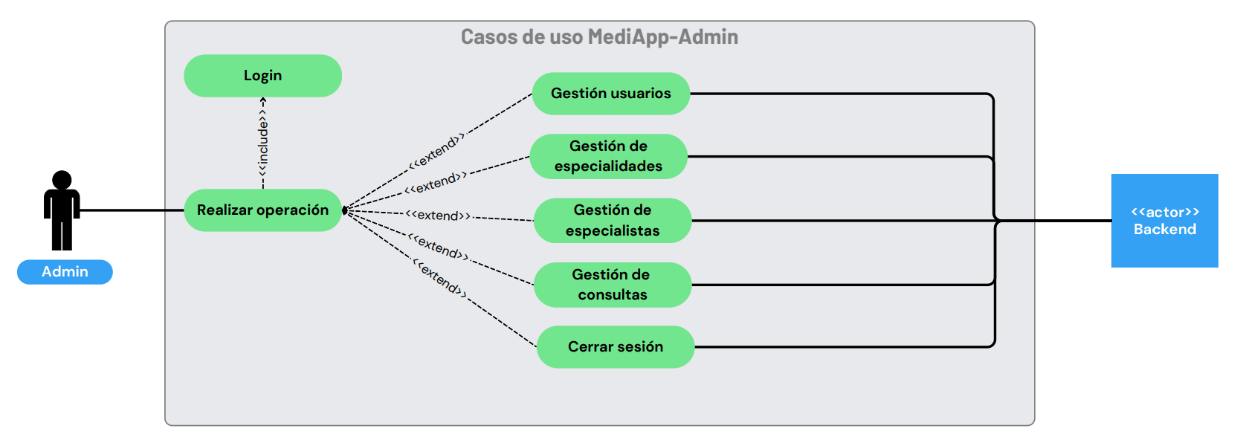 Casos de uso MediApp-Admin
Login
<<include>>
Realizar operación
Admin
<<extend>>
<<extend>>
<<extend>>
<<extend>>
<<extend>>
Gestión usuarios
Gestión de
especialidades
Gestión de
especialistas
Gestión de
consultas
Cerrar sesión
<<actor>>
Backend